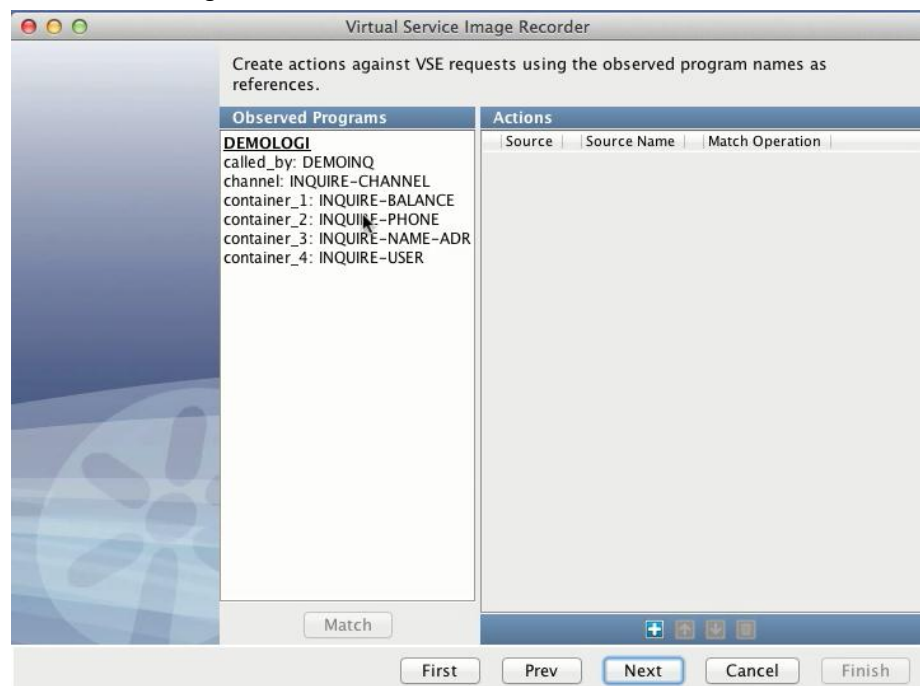 Virtual Service Image Recorder
Create actions against VSE requests using the observed program names as
references.
Observed Programs
Actions
DEMOLOGI
Source
Source Name
Match Operation
called_by: DEMOINQ
channel: INQUIRE-CHANNEL
container_1: INQUIRE-BALANCE
container_2: INQUIRE-PHONE
container_3: INQUIRE-NAME-ADR
container_4: INQUIRE-USER
Match
First
Prev
Next
Cancel
Finish